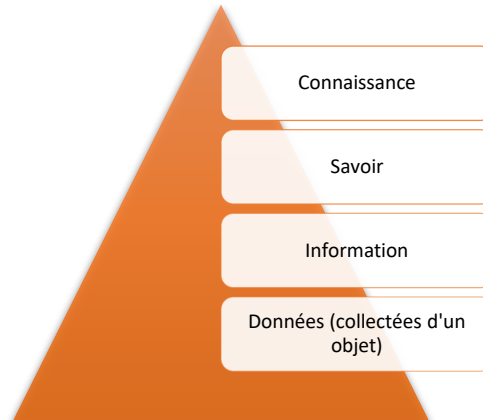 Connaissance
Savoir
Information
Données (collectées d'un
objet)